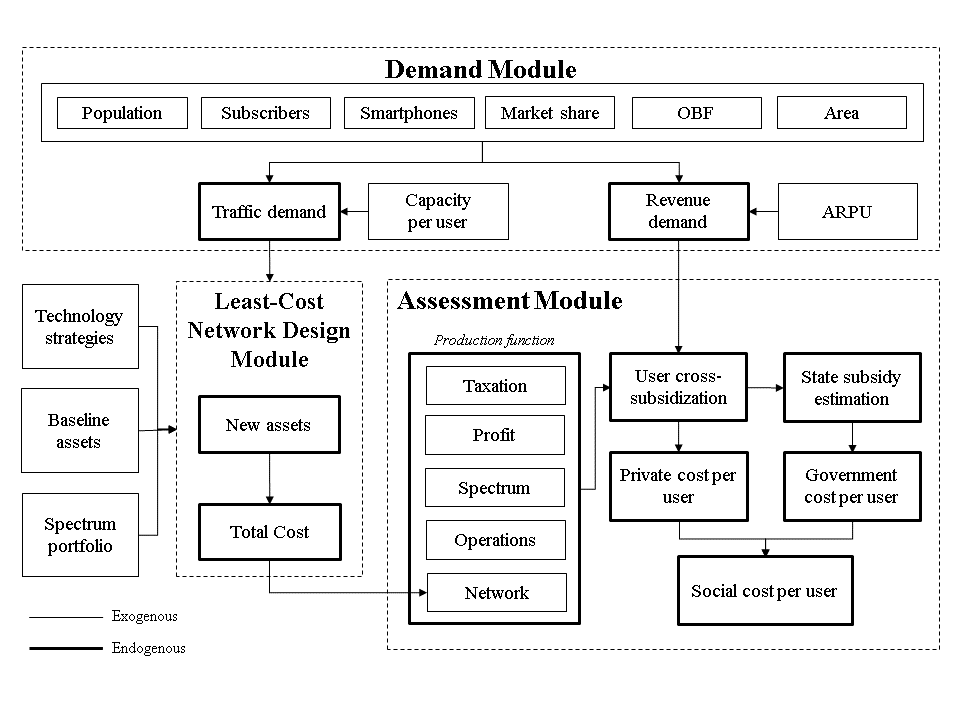 Demand Module
Population
Subscribers
Smartphones
Market share
OBF
Area
Traffic demand
Capacity
per user
Revenue
demand
ARPU
Technology
strategies
Baseline
assets
Spectrum
portfolio
Least-Cost
Network Design
Module
New assets
Total Cost
Assessment Module
Production function
Taxation
Profit
Spectrum
Operations
Network
User cross-
subsidization
State subsidy
estimation
Private cost per
user
Government
cost per user
Social cost per user
Exogenous
Endogenous